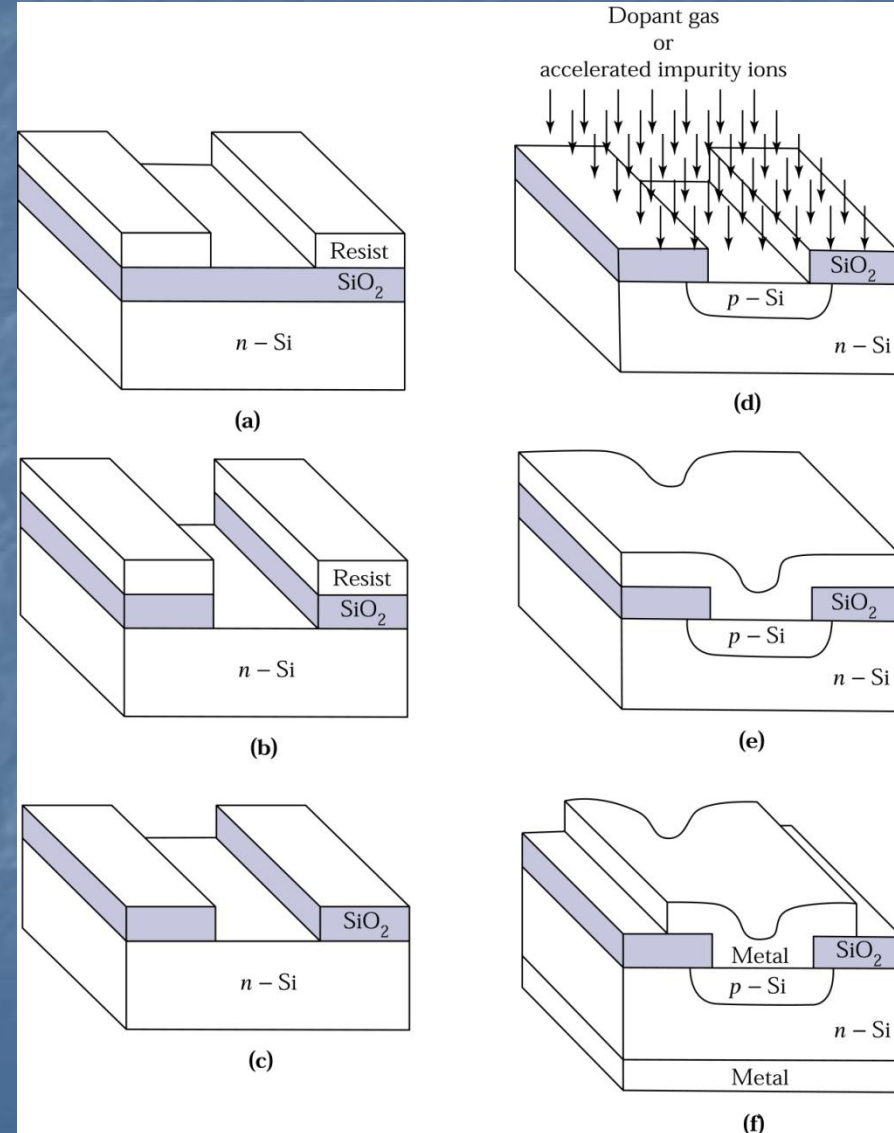 Resist
SiO₂
n – Si
(a)
Resist
SiO₂
n – Si
(b)
SiO₂
n – Si
(c)
Dopant gas
or
accelerated impurity ions
SiO₂
p – Si
n – Si
(d)
SiO₂
p – Si
n – Si
(e)
Metal
SiO₂
p – Si
n – Si
Metal
(f)